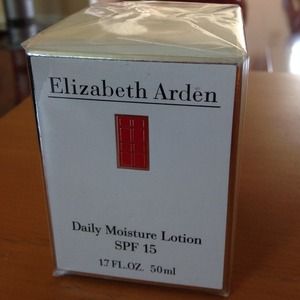 Elizabeth Arden
Daily Moisture Lotion
SPF 15
1.7 FL.OZ. 50ml